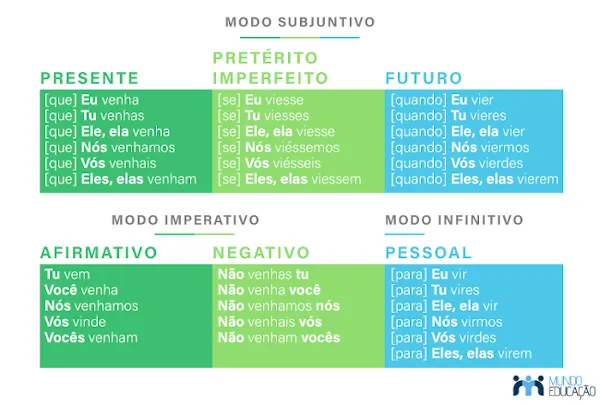 MODO SUBJUNTIVO
PRESENTE
[que] Eu venha
[que] Tu venhas
[que] Ele, ela venha
[que] Nós venhamos
[que] Vós venhais
[que] Eles, elas venham
PRETÉRITO
IMPERFEITO
[se] Eu viesse
[se] Tu viesses
[se] Ele, ela viesse
[se] Nós viéssemos
[se] Vós viésseis
[se] Eles, elas viessem
FUTURO
[quando] Eu vier
[quando] Tu vieres
[quando] Ele, ela vier
[quando] Nós viermos
[quando] Vós vierdes
[quando] Eles, elas vierem
MODO IMPERATIVO
AFIRMATIVO
Tu vem
Você venha
Nós venhamos
Vós vinde
Vocês venham
NEGATIVO
Não venhas tu
Não venha você
Não venhamos nós
Não venhais vós
Não venham vocês
MODO INFINITIVO
PESSOAL
[para] Eu vir
[para] Tu vires
[para] Ele, ela vir
[para] Nós virmos
[para] Vós virdes
[para] Eles, elas virem
MUNDO
EDUCAÇÃO